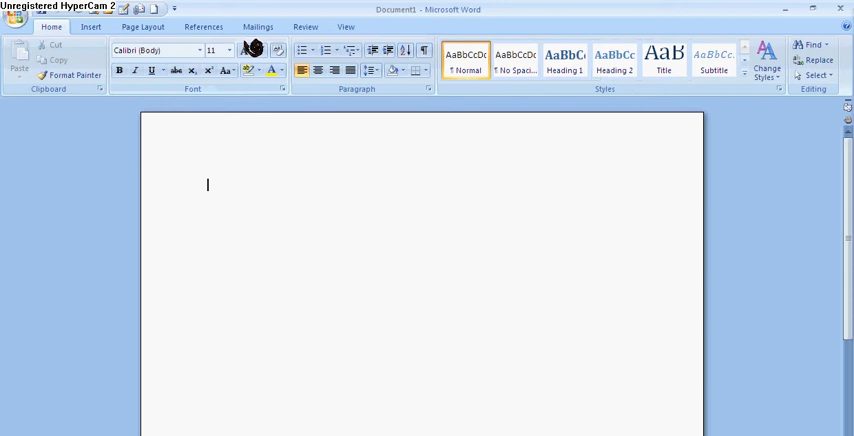 Unregistered HyperCam 2
Document1 - Microsoft Word
Home Insert Page Layout References Mailings Review View
Paste
Cut
Copy
Format Painter
Clipboard
Calibri (Body) 11
B I U abc x₂ x² Aa A
Font
Paragraph
AaBbCcDc AaBbCcDc AaBbC AaBbCc AaB AaBbCc.
¶ Normal ¶ No Spaci... Heading 1 Heading 2 Title Subtitle
Change Styles
Styles
Find
Replace
Select
Editing